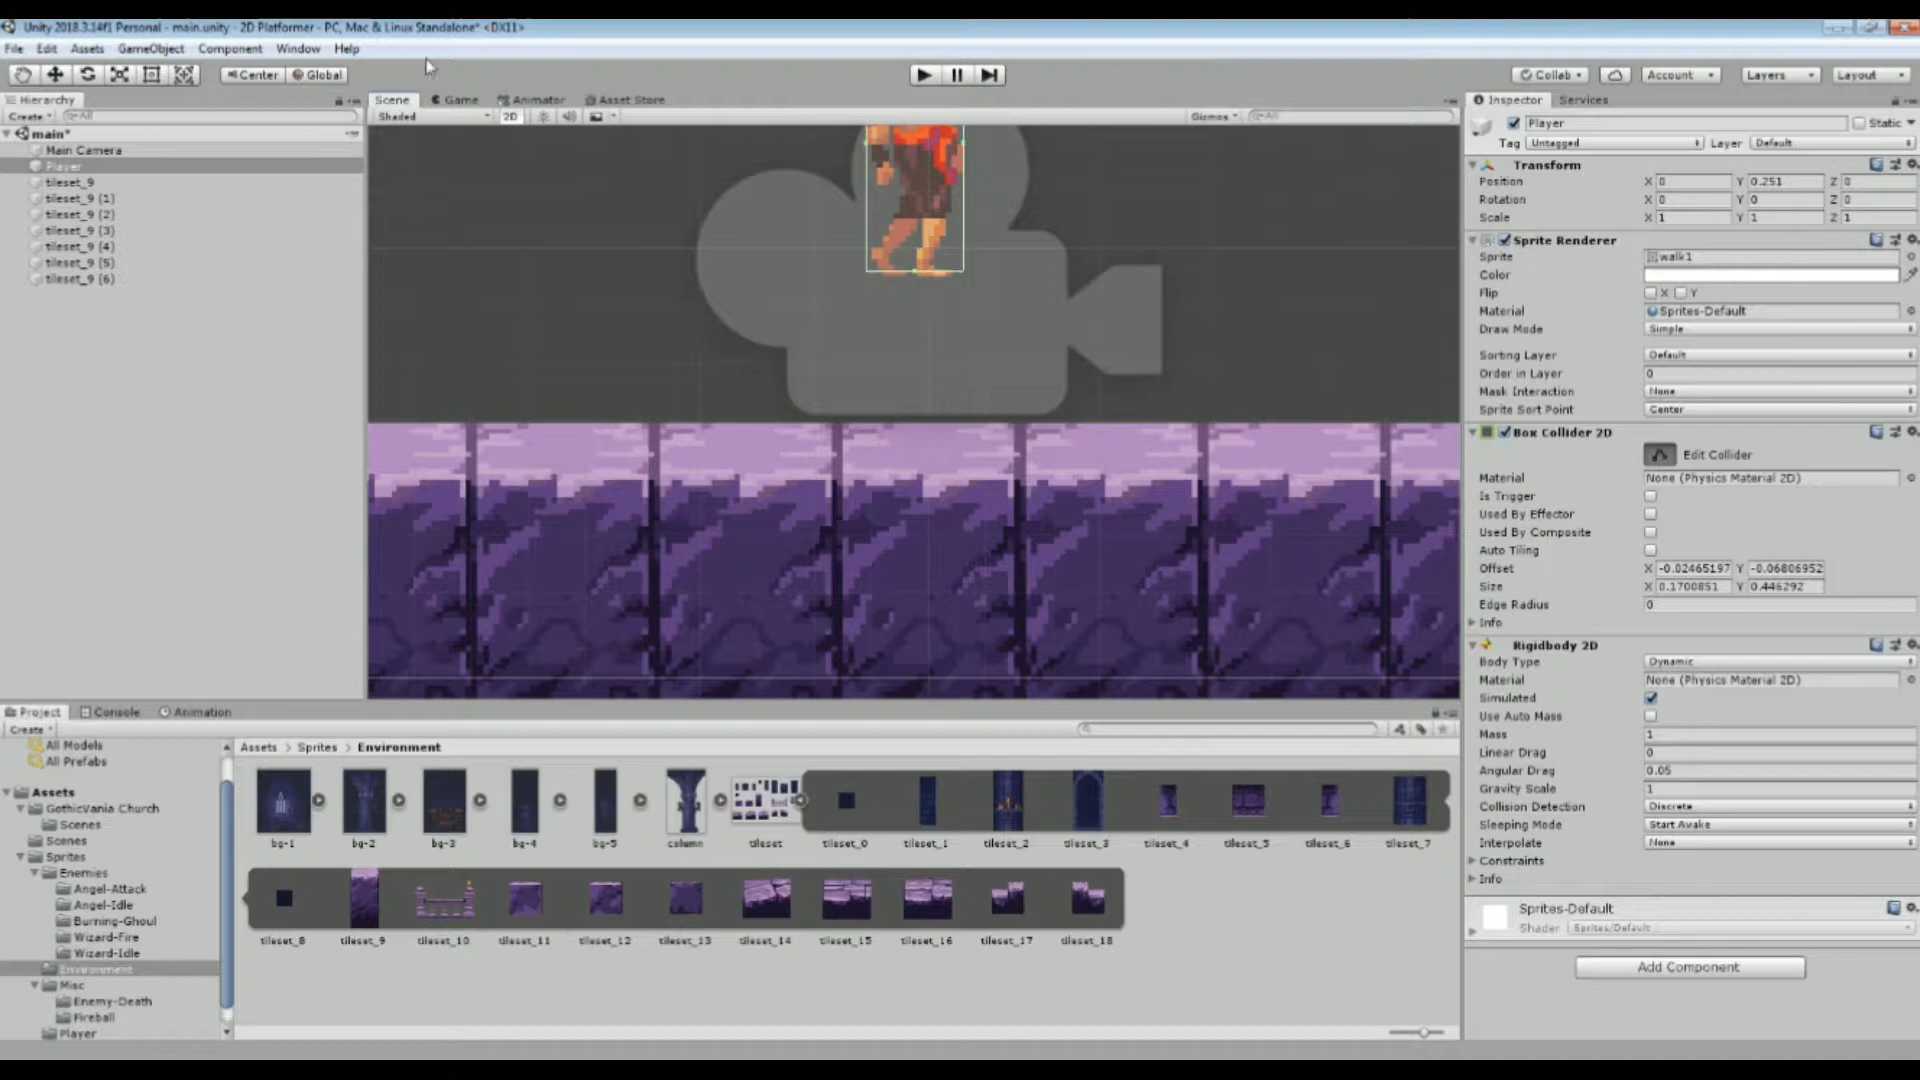 Unity 2018.3.14f1 Personal - main.unity - 2D Platformer - PC, Mac & Linux Standalone* <DX11>
File Edit Assets GameObject Component Window Help
Center Global Collab Account Layers Layout
Hierarchy
Create All
main*
Main Camera
Player
tileset_9
tileset_9 (1)
tileset_9 (2)
tileset_9 (3)
tileset_9 (4)
tileset_9 (5)
tileset_9 (6)
Scene Game Animator Asset Store
Shaded 2D Gizmos All
Inspector Services
Player Static
Tag Untagged Layer Default
Transform
Position X 0 Y 0.251 Z 0
Rotation X 0 Y 0 Z 0
Scale X 1 Y 1 Z 1
Sprite Renderer
Sprite walk1
Color
Flip X Y
Material Sprites-Default
Draw Mode Simple
Sorting Layer Default
Order in Layer 0
Mask Interaction None
Sprite Sort Point Center
Box Collider 2D
Edit Collider
Material None (Physics Material 2D)
Is Trigger
Used By Effector
Used By Composite
Auto Tiling
Offset X -0.02465197 Y -0.06806952
Size X 0.1700851 Y 0.446292
Edge Radius 0
Info
Rigidbody 2D
Body Type Dynamic
Material None (Physics Material 2D)
Simulated
Use Auto Mass
Mass 1
Linear Drag 0
Angular Drag 0.05
Gravity Scale 1
Collision Detection Discrete
Sleeping Mode Start Awake
Interpolate None
Constraints
Info
Sprites-Default
Shader Sprites/Default
Add Component
Project Console Animation
Create
All Models
All Prefabs
Assets
GothicVania Church
Scenes
Scenes
Sprites
Enemies
Angel-Attack
Angel-Idle
Burning-Ghoul
Wizard-Fire
Wizard-Idle
Environment
Misc
Enemy-Death
Fireball
Player
Assets > Sprites > Environment
bg-1 bg-2 bg-3 bg-4 bg-5 column tileset tileset_0 tileset_1 tileset_2 tileset_3 tileset_4 tileset_5 tileset_6 tileset_7
tileset_8 tileset_9 tileset_10 tileset_11 tileset_12 tileset_13 tileset_14 tileset_15 tileset_16 tileset_17 tileset_18